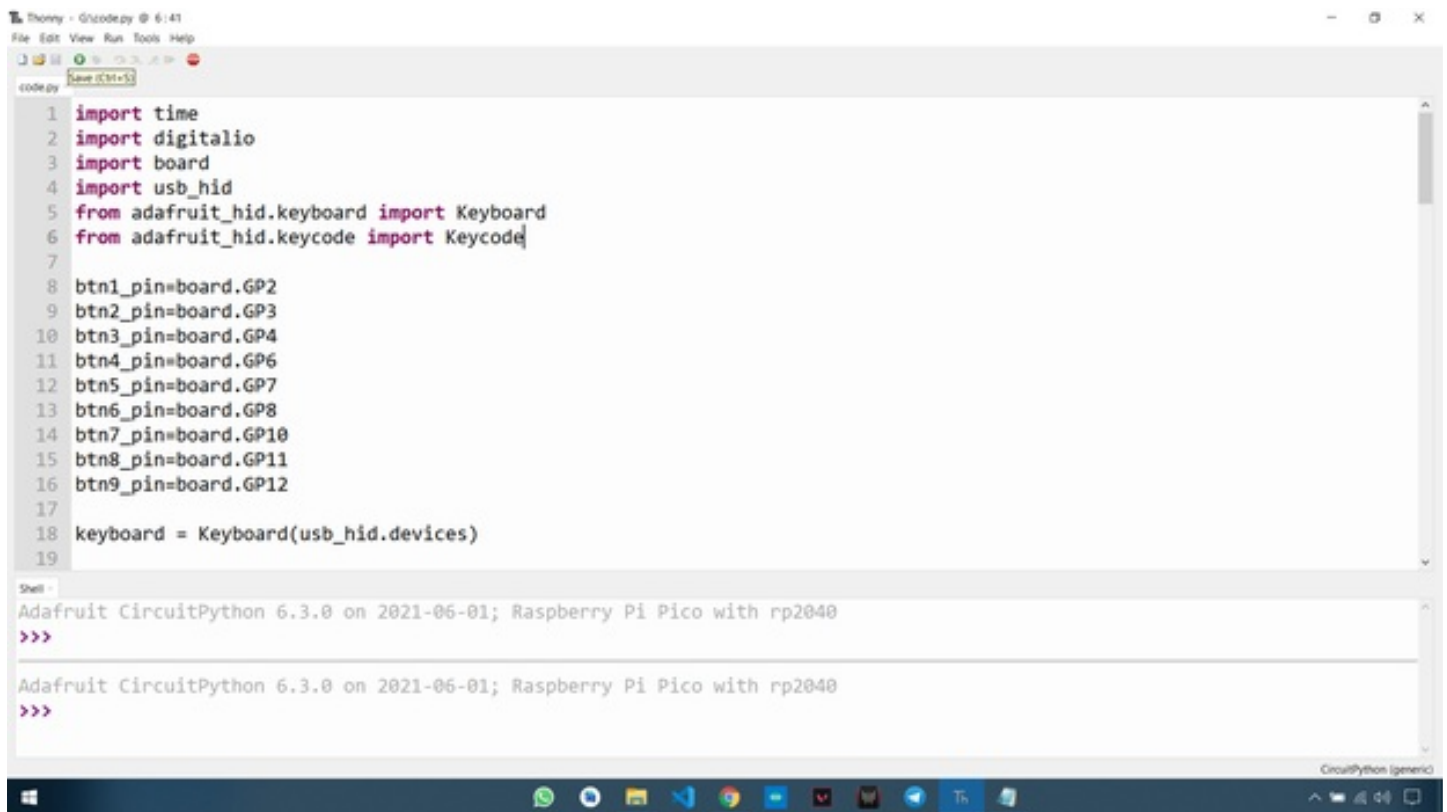 Thonny - G:\code.py @ 6:41
File Edit View Run Tools Help
Save (Ctrl+S)
code.py
1 import time
2 import digitalio
3 import board
4 import usb_hid
5 from adafruit_hid.keyboard import Keyboard
6 from adafruit_hid.keycode import Keycode
7
8 btn1_pin=board.GP2
9 btn2_pin=board.GP3
10 btn3_pin=board.GP4
11 btn4_pin=board.GP6
12 btn5_pin=board.GP7
13 btn6_pin=board.GP8
14 btn7_pin=board.GP10
15 btn8_pin=board.GP11
16 btn9_pin=board.GP12
17
18 keyboard = Keyboard(usb_hid.devices)
19
Shell
Adafruit CircuitPython 6.3.0 on 2021-06-01; Raspberry Pi Pico with rp2040
>>>
Adafruit CircuitPython 6.3.0 on 2021-06-01; Raspberry Pi Pico with rp2040
>>>
CircuitPython (generic)
Th